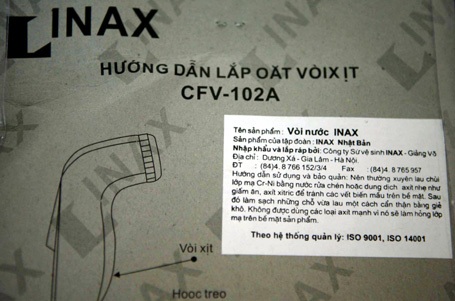 INAX
HƯỚNG DẪN LẮP OĂT VÒIXỊT
CFV-102A
Tên sản phẩm : Vòi nước INAX
Sản phẩm của tập đoàn : INAX Nhật Bản
Nhập khẩu và lắp ráp bởi: Công ty Sứ vệ sinh INAX - Giảng Võ
Địa chỉ : Dương Xá - Gia Lâm - Hà Nội.
ĐT : (84)4. 8 766 152/3/4 Fax (84)4. 8 765 957
Hướng dẫn sử dụng và bảo quản: Nên thường xuyên lau chùi
lớp mạ Cr-Ni bằng nước rửa chén hoặc dung dịch axit nhẹ như
giấm ăn, axit xitric để tránh các vết biến mầu trên bề mặt. Sau
đó làm sạch những chỗ vừa lau một cách cẩn thận bằng giẻ
khô. Không được dùng các loại axit mạnh vì nó sẽ làm hỏng lớp
mạ trên bề mặt sản phẩm.
Theo hệ thống quản lý: ISO 9001, ISO 14001
Vòi xịt
Hooc treo